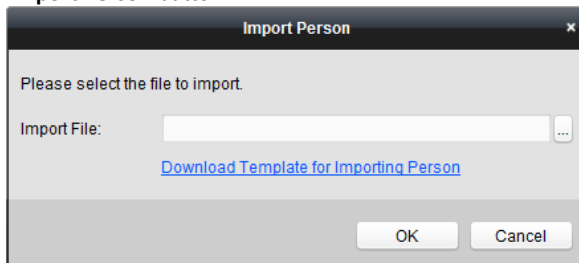 Import Person
×
Please select the file to import.
Import File:
...
Download Template for Importing Person
OK Cancel